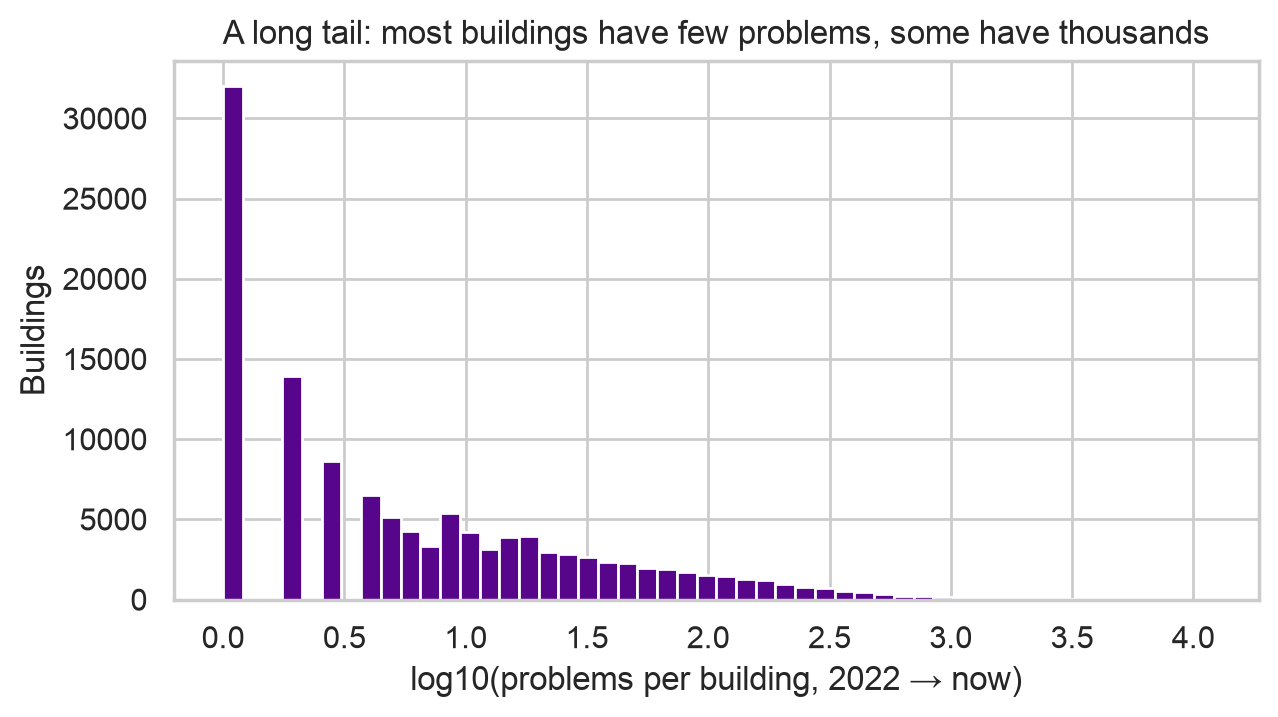 A long tail: most buildings have few problems, some have thousands
30000
25000
20000
15000
10000
5000
0
Buildings
0.0 0.5 1.0 1.5 2.0 2.5 3.0 3.5 4.0
log10(problems per building, 2022 → now)